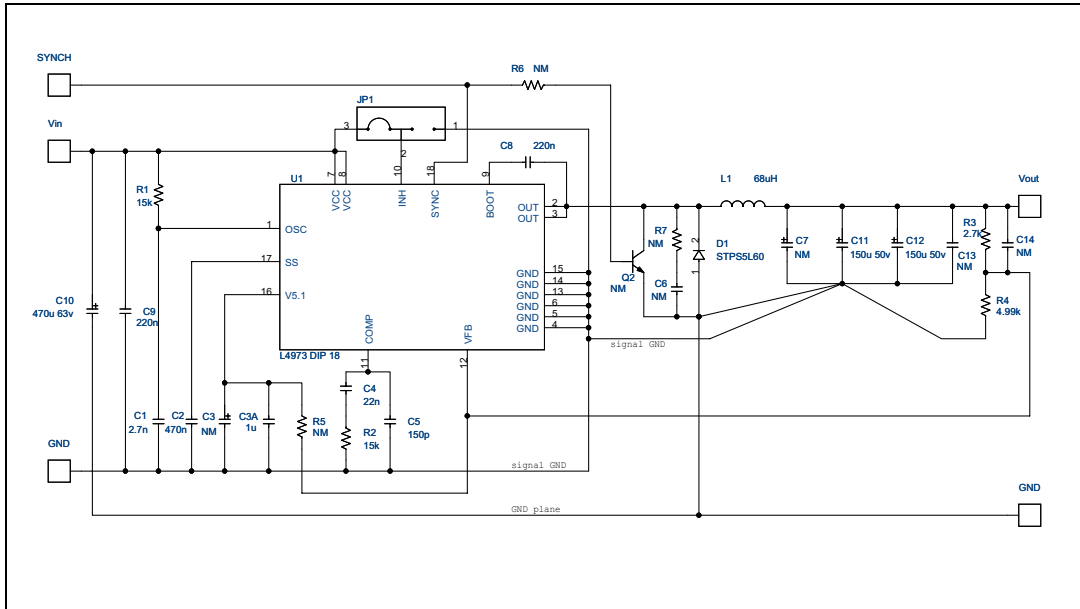 SYNCH
R6 NM
JP1
3
1
2
Vin
C8 220n
7
8
10
18
9
U1
VCC
VCC
INH
SYNC
BOOT
R1
15k
L1 68uH
Vout
OUT 2
OUT 3
1 OSC
17 SS
16 V5.1
GND 15
GND 14
GND 13
GND 6
GND 5
GND 4
R7
NM
2
D1
STPS5L60
1
Q2
NM
C6
NM
C7
NM
C11
150u 50v
C12
150u 50v
C13
NM
R3
2.7k
C14
NM
R4
4.99k
C10
470u 63v
C9
220n
COMP
VFB
L4973 DIP 18
11
12
signal GND
C4
22n
C1
2.7n
C2
470n
C3
NM
C3A
1u
R5
NM
R2
15k
C5
150p
GND
signal GND
GND plane
GND